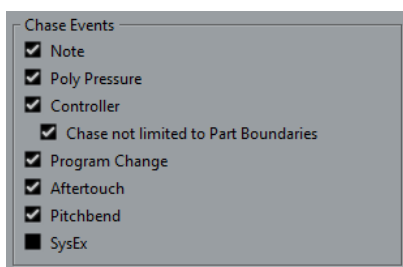 Chase Events
Note
Poly Pressure
Controller
Chase not limited to Part Boundaries
Program Change
Aftertouch
Pitchbend
SysEx